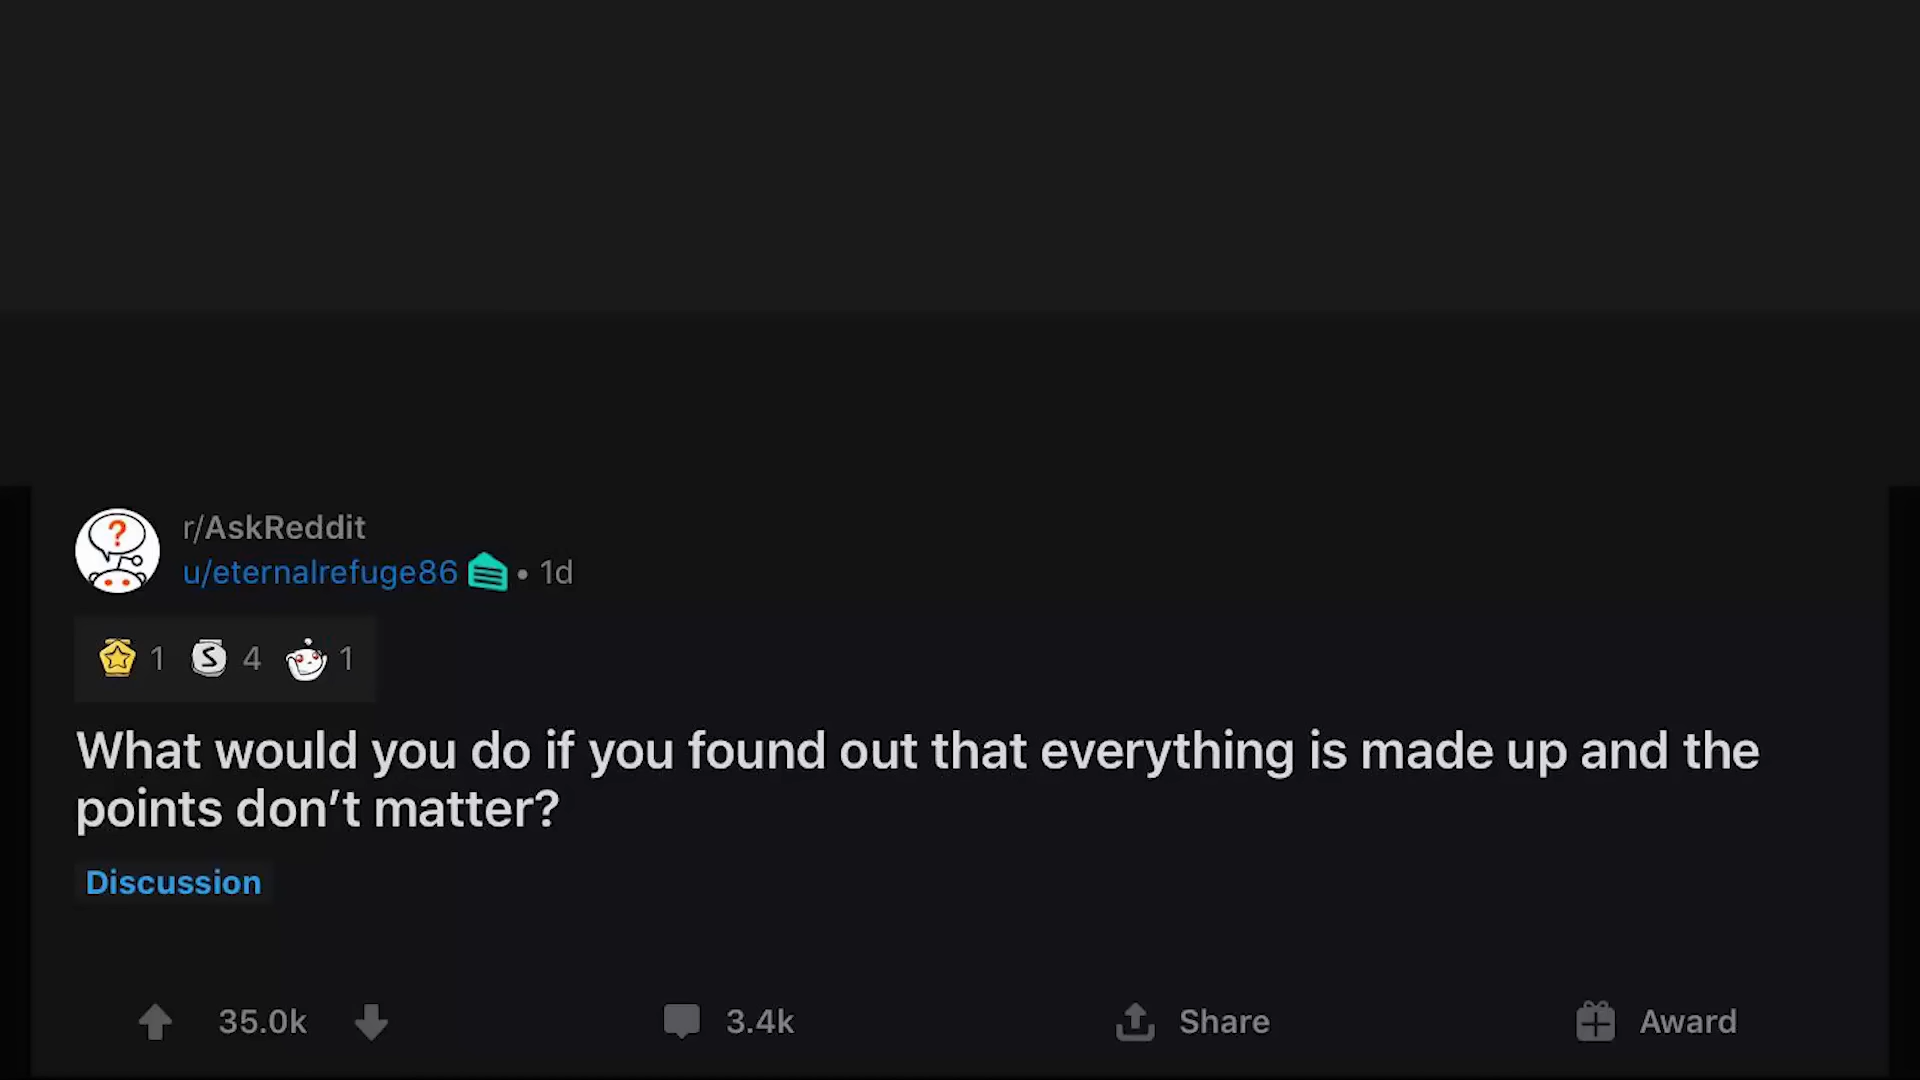 r/AskReddit
u/eternalrefuge86 • 1d
1 S 4 1
What would you do if you found out that everything is made up and the
points don’t matter?
Discussion
35.0k 3.4k Share Award